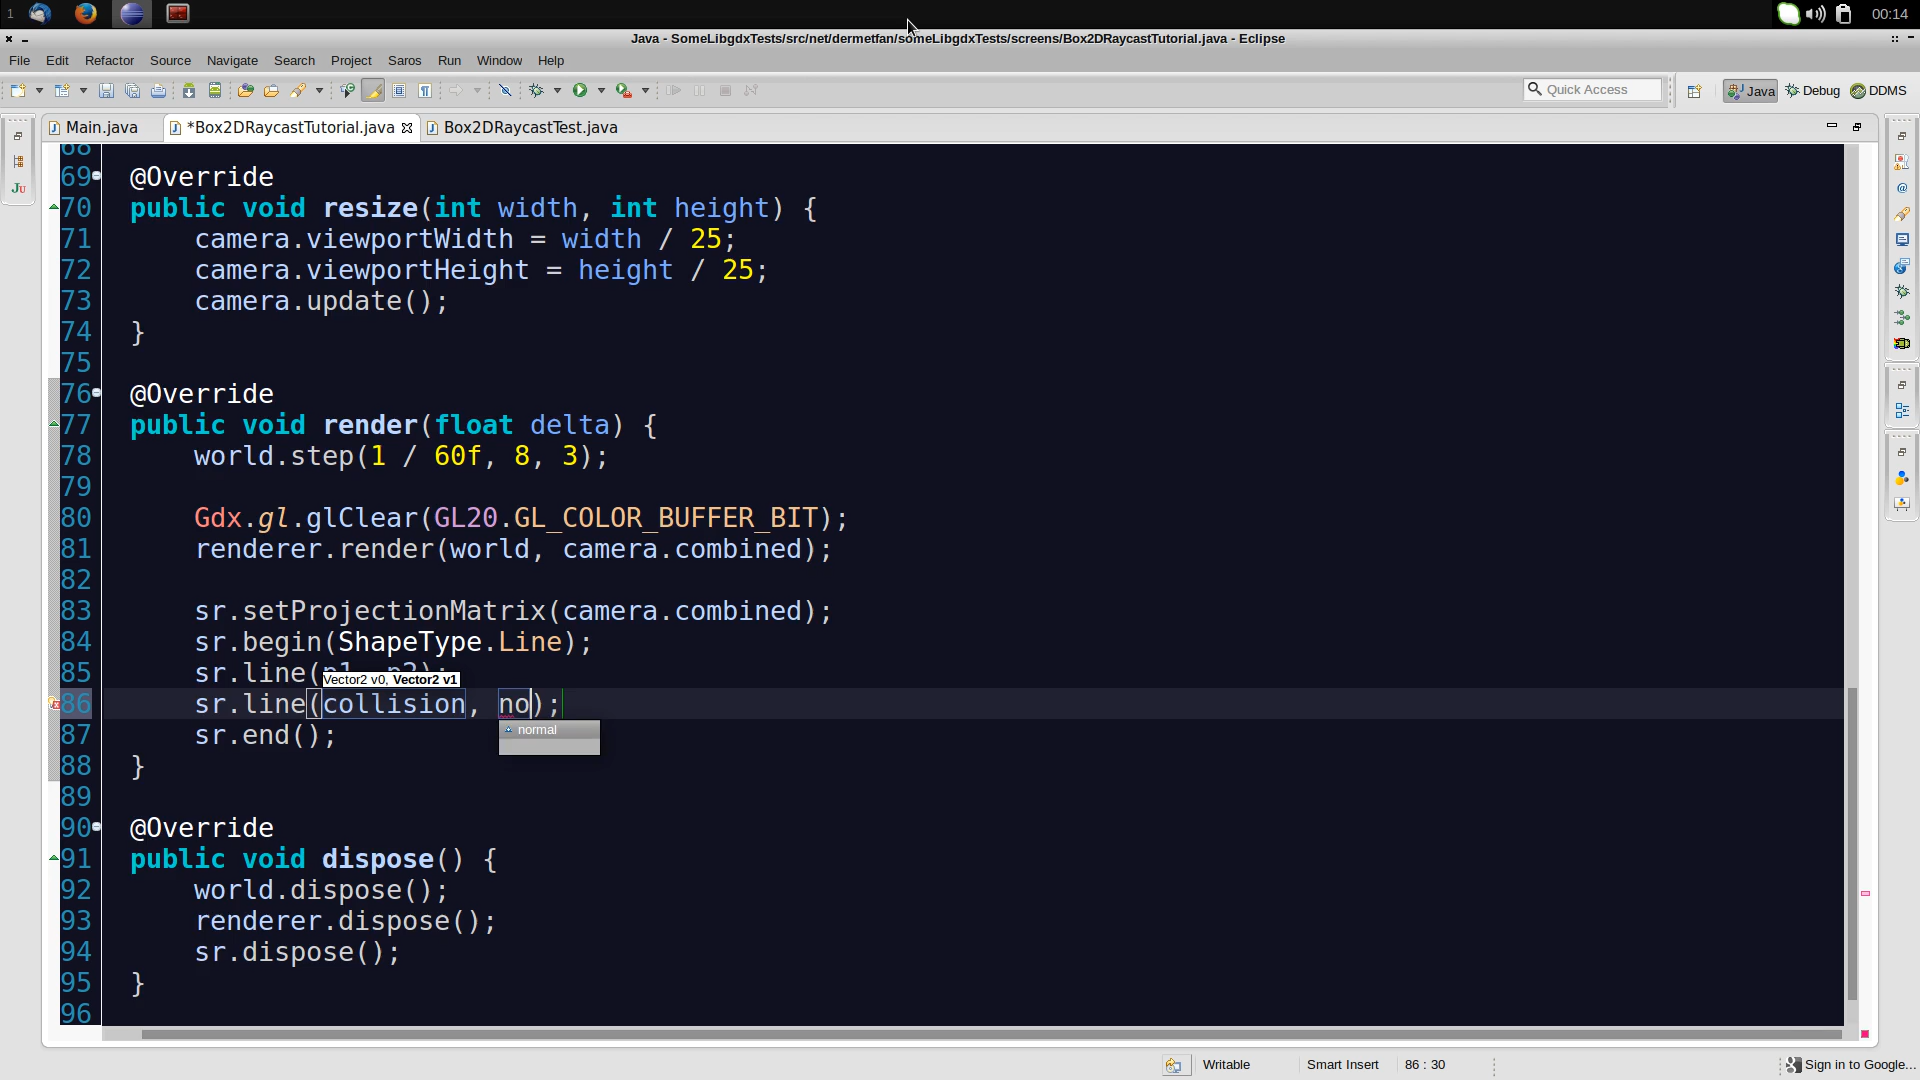 1
00:14
Java - SomeLibgdxTests/src/net/dermetfan/someLibgdxTests/screens/Box2DRaycastTutorial.java - Eclipse
File Edit Refactor Source Navigate Search Project Saros Run Window Help
Quick Access Java Debug DDMS
Main.java *Box2DRaycastTutorial.java Box2DRaycastTest.java
68
69 @Override
70 public void resize(int width, int height) {
71 camera.viewportWidth = width / 25;
72 camera.viewportHeight = height / 25;
73 camera.update();
74 }
75
76 @Override
77 public void render(float delta) {
78 world.step(1 / 60f, 8, 3);
79
80 Gdx.gl.glClear(GL20.GL_COLOR_BUFFER_BIT);
81 renderer.render(world, camera.combined);
82
83 sr.setProjectionMatrix(camera.combined);
84 sr.begin(ShapeType.Line);
85 sr.line(p1, p2);
Vector2 v0, Vector2 v1
86 sr.line(collision, no);
normal
87 sr.end();
88 }
89
90 @Override
91 public void dispose() {
92 world.dispose();
93 renderer.dispose();
94 sr.dispose();
95 }
96
Writable Smart Insert 86 : 30 Sign in to Google...